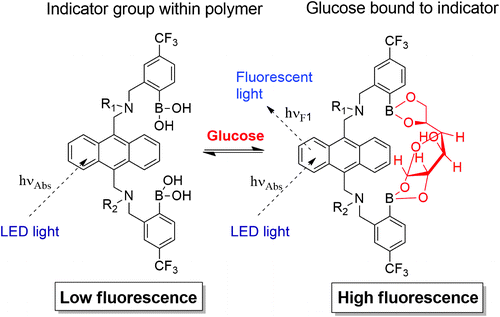 Indicator group within polymer
Glucose bound to indicator
CF3
CF3
R1
N
B
OH
OH
Fluorescent
light
hνF1
R1
N
B
O
O
Glucose
HO
H
H
O
H
H
hνAbs
HO
OH
B
hνAbs
N
R2
N
R2
B
O
O
LED light
LED light
CF3
CF3
Low fluorescence
High fluorescence